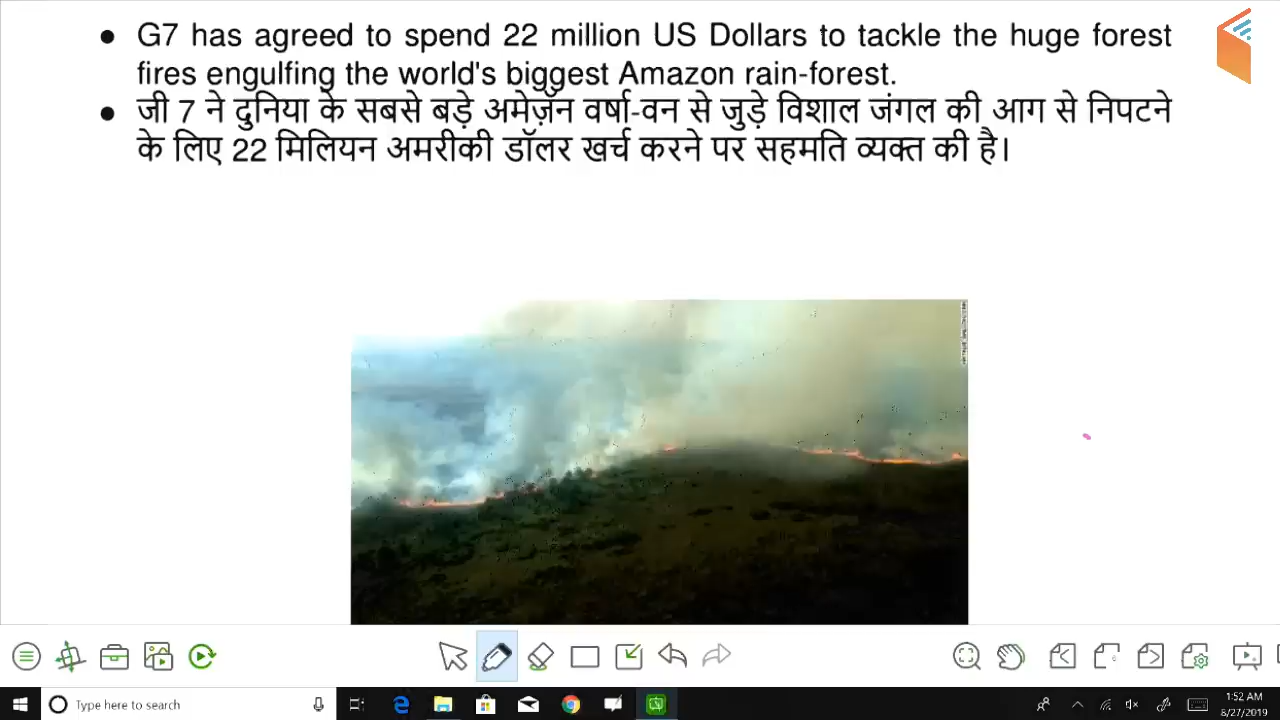 ● G7 has agreed to spend 22 million US Dollars to tackle the huge forest
fires engulfing the world's biggest Amazon rain-forest.
● जी 7 ने दुनिया के सबसे बड़े अमेज़ॅन वर्षा-वन से जुड़े विशाल जंगल की आग से निपटने
के लिए 22 मिलियन अमरीकी डॉलर खर्च करने पर सहमति व्यक्त की है।
Type here to search
1:52 AM
8/27/2019